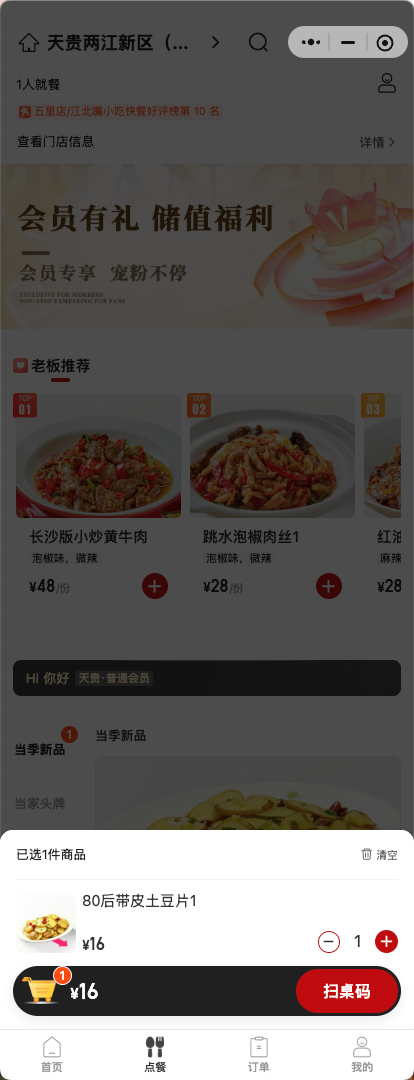 天贵两江新区（...
1人就餐
五里店/江北嘴小吃快餐好评榜第 10 名
查看门店信息
详情
会员有礼 储值福利
会员专享 宠粉不停
EXCLUSIVE FOR MEMBERS
NON-STOP PAMPERING FOR FANS
老板推荐
TOP 01
TOP 02
TOP 03
长沙版小炒黄牛肉
跳水泡椒肉丝1
红油
泡椒味，微辣
泡椒味，微辣
麻辣
¥48/份
¥28/份
¥28
Hi 你好 天贵·普通会员
1
当季新品
当季新品
当家头牌
已选1件商品
清空
80后带皮土豆片1
¥16
1
1
¥16
扫桌码
首页
点餐
订单
我的